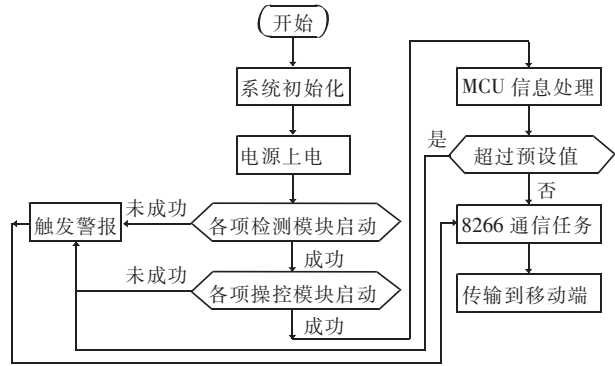 开始
系统初始化
电源上电
各项检测模块启动
未成功
触发警报
成功
各项操控模块启动
未成功
成功
MCU 信息处理
超过预设值
是
否
8266 通信任务
传输到移动端